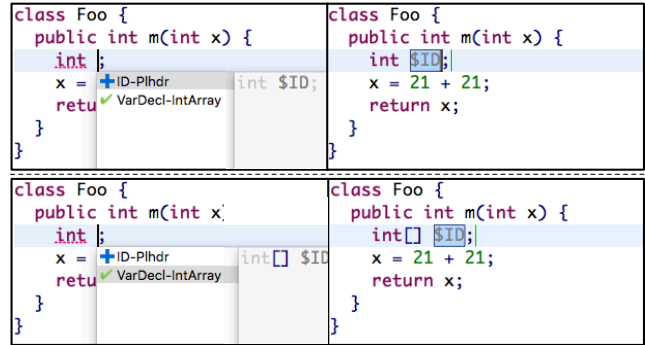 class Foo {
public int m(int x) {
int ;
x =
retu
}
}
ID-Plhdr
VarDecl-IntArray
int $ID;
class Foo {
public int m(int x) {
int $ID;
x = 21 + 21;
return x;
}
}
class Foo {
public int m(int x)
int ;
x =
retu
}
}
ID-Plhdr
VarDecl-IntArray
int[] $ID
class Foo {
public int m(int x) {
int[] $ID;
x = 21 + 21;
return x;
}
}